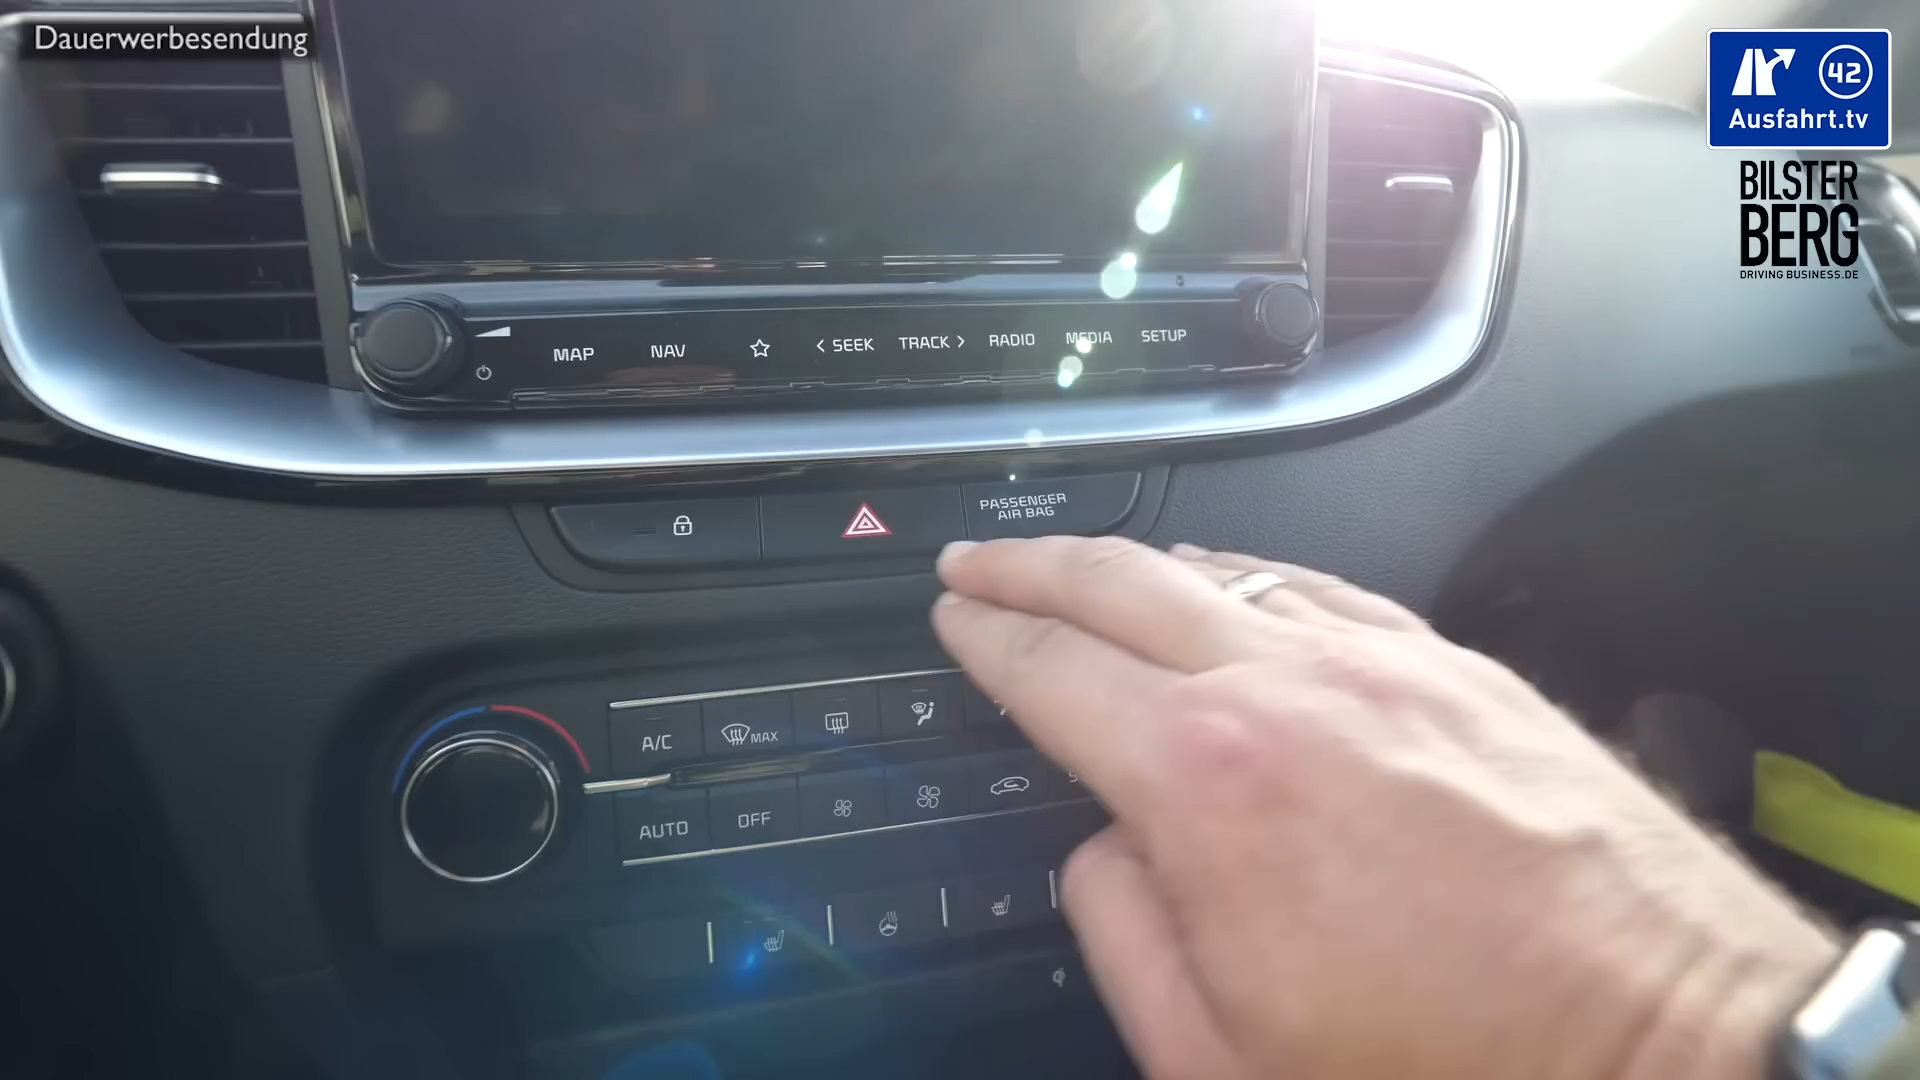 Dauerwerbesendung
42
Ausfahrt.tv
BILSTER
BERG
DRIVING BUSINESS.DE
MAP NAV < SEEK TRACK > RADIO MEDIA SETUP
PASSENGER
AIR BAG
A/C MAX
AUTO OFF